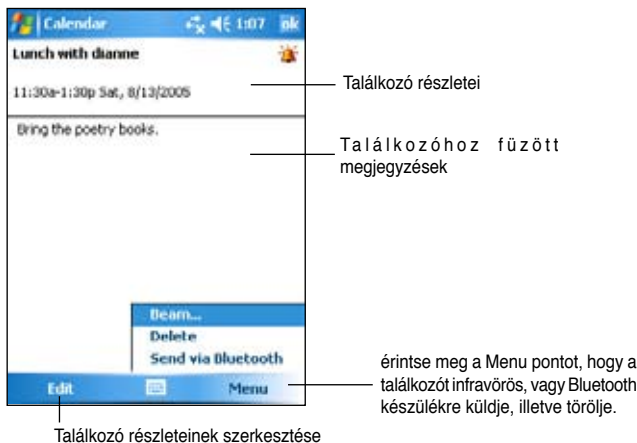 Calendar 1:07 ok
Lunch with dianne
11:30a-1:30p Sat, 8/13/2005
Találkozó részletei
Bring the poetry books.
Találkozóhoz füzött
megjegyzések
Beam...
Delete
Send via Bluetooth
Edit Menu
érintse meg a Menu pontot, hogy a
találkozót infravörös, vagy Bluetooth
készülékre küldje, illetve törölje.
Találkozó részleteinek szerkesztése